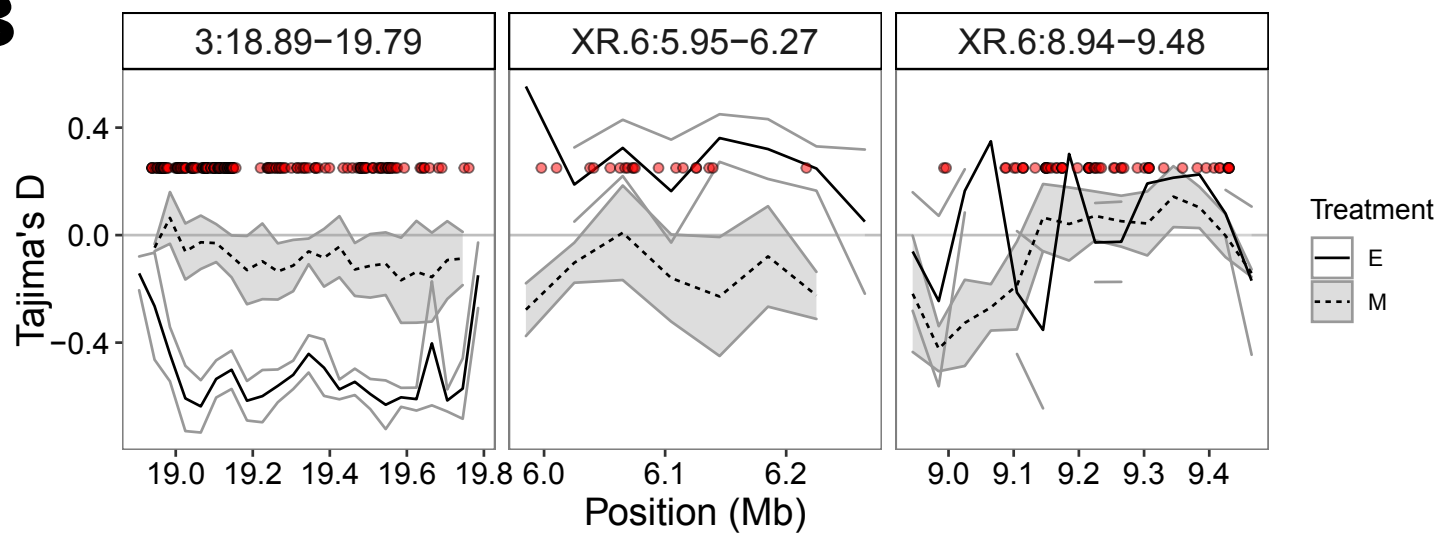 3:18.89−19.79 XR.6:5.95−6.27 XR.6:8.94−9.48
0.4
0.0
−0.4
Tajima's D
19.0 19.2 19.4 19.6 19.8 6.0 6.1 6.2 9.0 9.1 9.2 9.3 9.4
Position (Mb)
Treatment
E
M